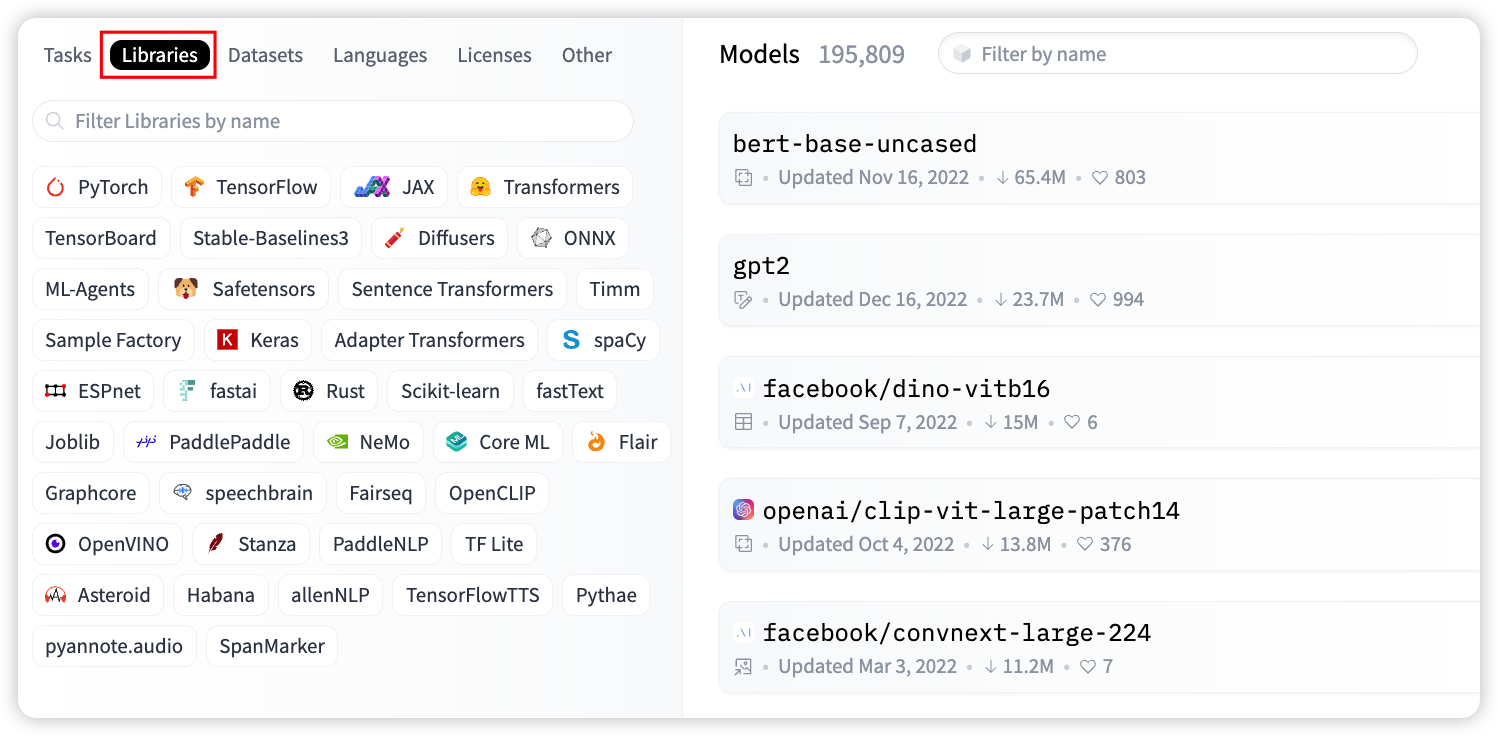 Tasks Libraries Datasets Languages Licenses Other
Filter Libraries by name
PyTorch TensorFlow JAX Transformers
TensorBoard Stable-Baselines3 Diffusers ONNX
ML-Agents Safetensors Sentence Transformers Timm
Sample Factory Keras Adapter Transformers spaCy
ESPnet fastai Rust Scikit-learn fastText
Joblib PaddlePaddle NeMo Core ML Flair
Graphcore speechbrain Fairseq OpenCLIP
OpenVINO Stanza PaddleNLP TF Lite
Asteroid Habana allenNLP TensorFlowTTS Pythae
pyannote.audio SpanMarker
Models 195,809 Filter by name
bert-base-uncased
• Updated Nov 16, 2022 • ↓ 65.4M • ♡ 803
gpt2
• Updated Dec 16, 2022 • ↓ 23.7M • ♡ 994
facebook/dino-vitb16
• Updated Sep 7, 2022 • ↓ 15M • ♡ 6
openai/clip-vit-large-patch14
• Updated Oct 4, 2022 • ↓ 13.8M • ♡ 376
facebook/convnext-large-224
• Updated Mar 3, 2022 • ↓ 11.2M • ♡ 7